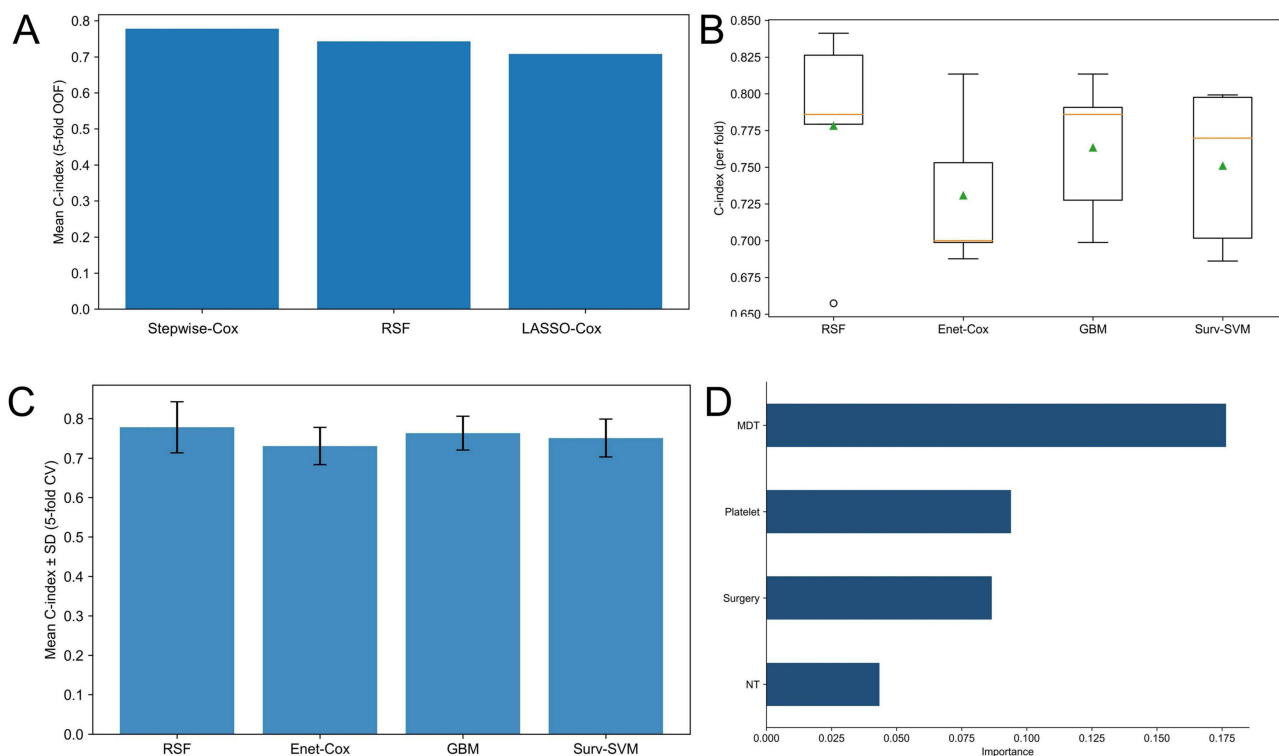 A
Mean C-index (5-fold OOF)
0.8
0.7
0.6
0.5
0.4
0.3
0.2
0.1
0.0
Stepwise-Cox RSF LASSO-Cox
B
C-index (per fold)
0.850
0.825
0.800
0.775
0.750
0.725
0.700
0.675
0.650
RSF Enet-Cox GBM Surv-SVM
C
Mean C-index ± SD (5-fold CV)
0.8
0.7
0.6
0.5
0.4
0.3
0.2
0.1
0.0
RSF Enet-Cox GBM Surv-SVM
D
MDT
Platelet
Surgery
NT
0.000 0.025 0.050 0.075 0.100 0.125 0.150 0.175
Importance